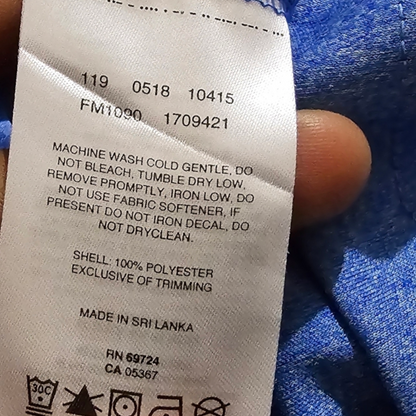 119 0518 10415
FM1090 1709421
MACHINE WASH COLD GENTLE, DO
NOT BLEACH, TUMBLE DRY LOW,
REMOVE PROMPTLY, IRON LOW, DO
NOT USE FABRIC SOFTENER, IF
PRESENT DO NOT IRON DECAL, DO
NOT DRYCLEAN.
SHELL: 100% POLYESTER
EXCLUSIVE OF TRIMMING
MADE IN SRI LANKA
RN 69724
CA 05367
30C